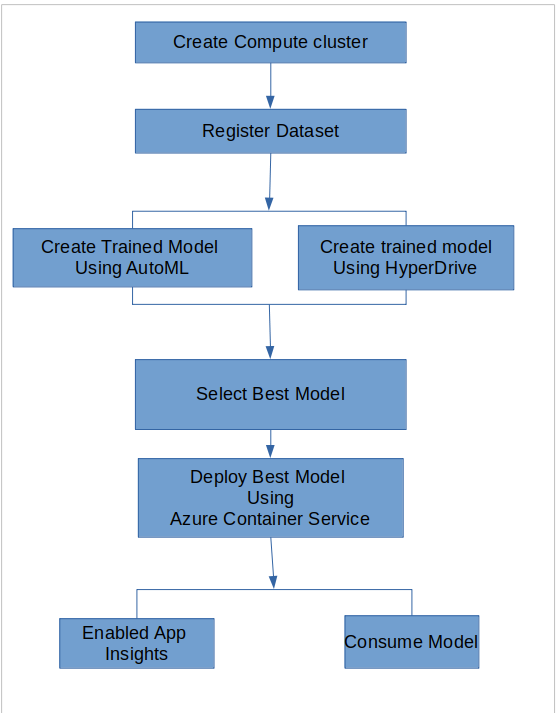 Create Compute cluster
Register Dataset
Create Trained Model
Using AutoML
Create trained model
Using HyperDrive
Select Best Model
Deploy Best Model
Using
Azure Container Service
Enabled App
Insights
Consume Model